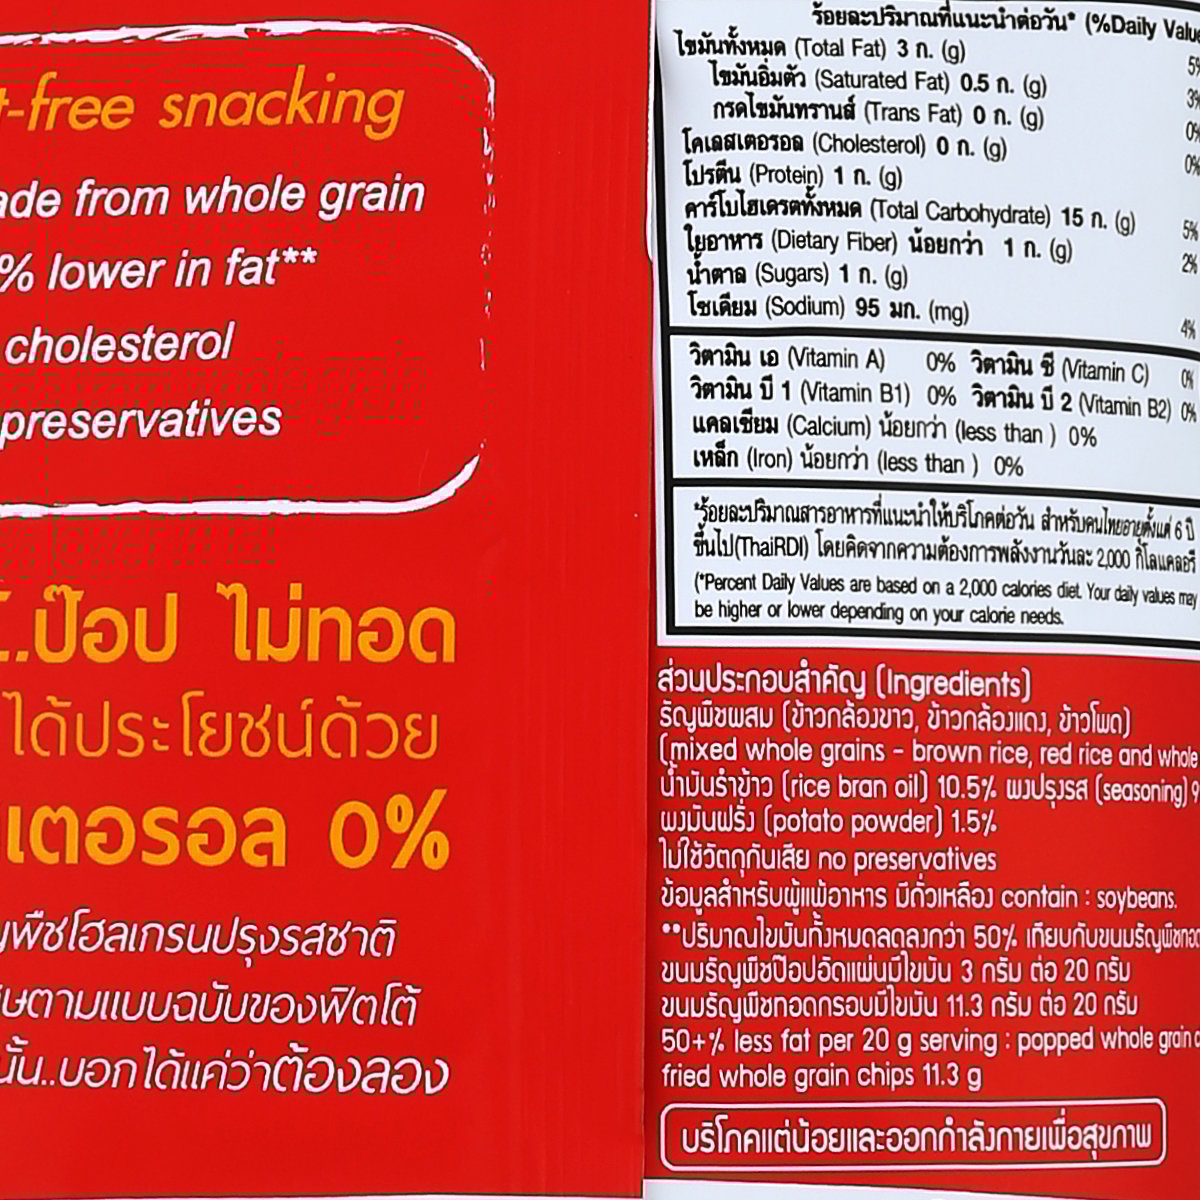 t-free snacking
ade from whole grain
% lower in fat**
cholesterol
preservatives
..ป๊อป ไม่ทอด
ได้ประโยชน์ด้วย
เตอรอล 0%
พืชโฮลเกรนปรุงรสชาติ
ษตามแบบฉบับของฟิตโต้
นั้น..บอกได้แค่ว่าต้องลอง
ร้อยละปริมาณที่แนะนำต่อวัน* (%Daily Value
ไขมันทั้งหมด (Total Fat) 3 ก. (g) 5%
ไขมันอิ่มตัว (Saturated Fat) 0.5 ก. (g) 3%
กรดไขมันทรานส์ (Trans Fat) 0 ก. (g)
โคเลสเตอรอล (Cholesterol) 0 ก. (g) 0%
โปรตีน (Protein) 1 ก. (g) 0%
คาร์โบไฮเดรตทั้งหมด (Total Carbohydrate) 15 ก. (g) 5%
ใยอาหาร (Dietary Fiber) น้อยกว่า 1 ก. (g) 2%
น้ำตาล (Sugars) 1 ก. (g)
โซเดียม (Sodium) 95 มก. (mg) 4%
วิตามิน เอ (Vitamin A) 0% วิตามิน ซี (Vitamin C) 0%
วิตามิน บี 1 (Vitamin B1) 0% วิตามิน บี 2 (Vitamin B2) 0%
แคลเซียม (Calcium) น้อยกว่า (less than ) 0%
เหล็ก (Iron) น้อยกว่า (less than ) 0%
*ร้อยละปริมาณสารอาหารที่แนะนำให้บริโภคต่อวัน สำหรับคนไทยอายุตั้งแต่ 6 ปี
ขึ้นไป(ThaiRDI) โดยคิดจากความต้องการพลังงานวันละ 2,000 กิโลแคลอรี
(*Percent Daily Values are based on a 2,000 calories diet. Your daily values may
be higher or lower depending on your calorie needs.
ส่วนประกอบสำคัญ (Ingredients)
ธัญพืชผสม (ข้าวกล้องขาว, ข้าวกล้องแดง, ข้าวโพด)
(mixed whole grains - brown rice, red rice and whole
น้ำมันรำข้าว (rice bran oil) 10.5% ผงปรุงรส (seasoning) 9
ผงมันฝรั่ง (potato powder) 1.5%
ไม่ใช้วัตถุกันเสีย no preservatives
ข้อมูลสำหรับผู้แพ้อาหาร มีถั่วเหลือง contain : soybeans.
**ปริมาณไขมันทั้งหมดลดลงกว่า 50% เทียบกับขนมธัญพืชทอด
ขนมธัญพืชป๊อปอัดแผ่นมีไขมัน 3 กรัม ต่อ 20 กรัม
ขนมธัญพืชทอดกรอบมีไขมัน 11.3 กรัม ต่อ 20 กรัม
50+% less fat per 20 g serving : popped whole grain c
fried whole grain chips 11.3 g
บริโภคแต่น้อยและออกกำลังกายเพื่อสุขภาพ